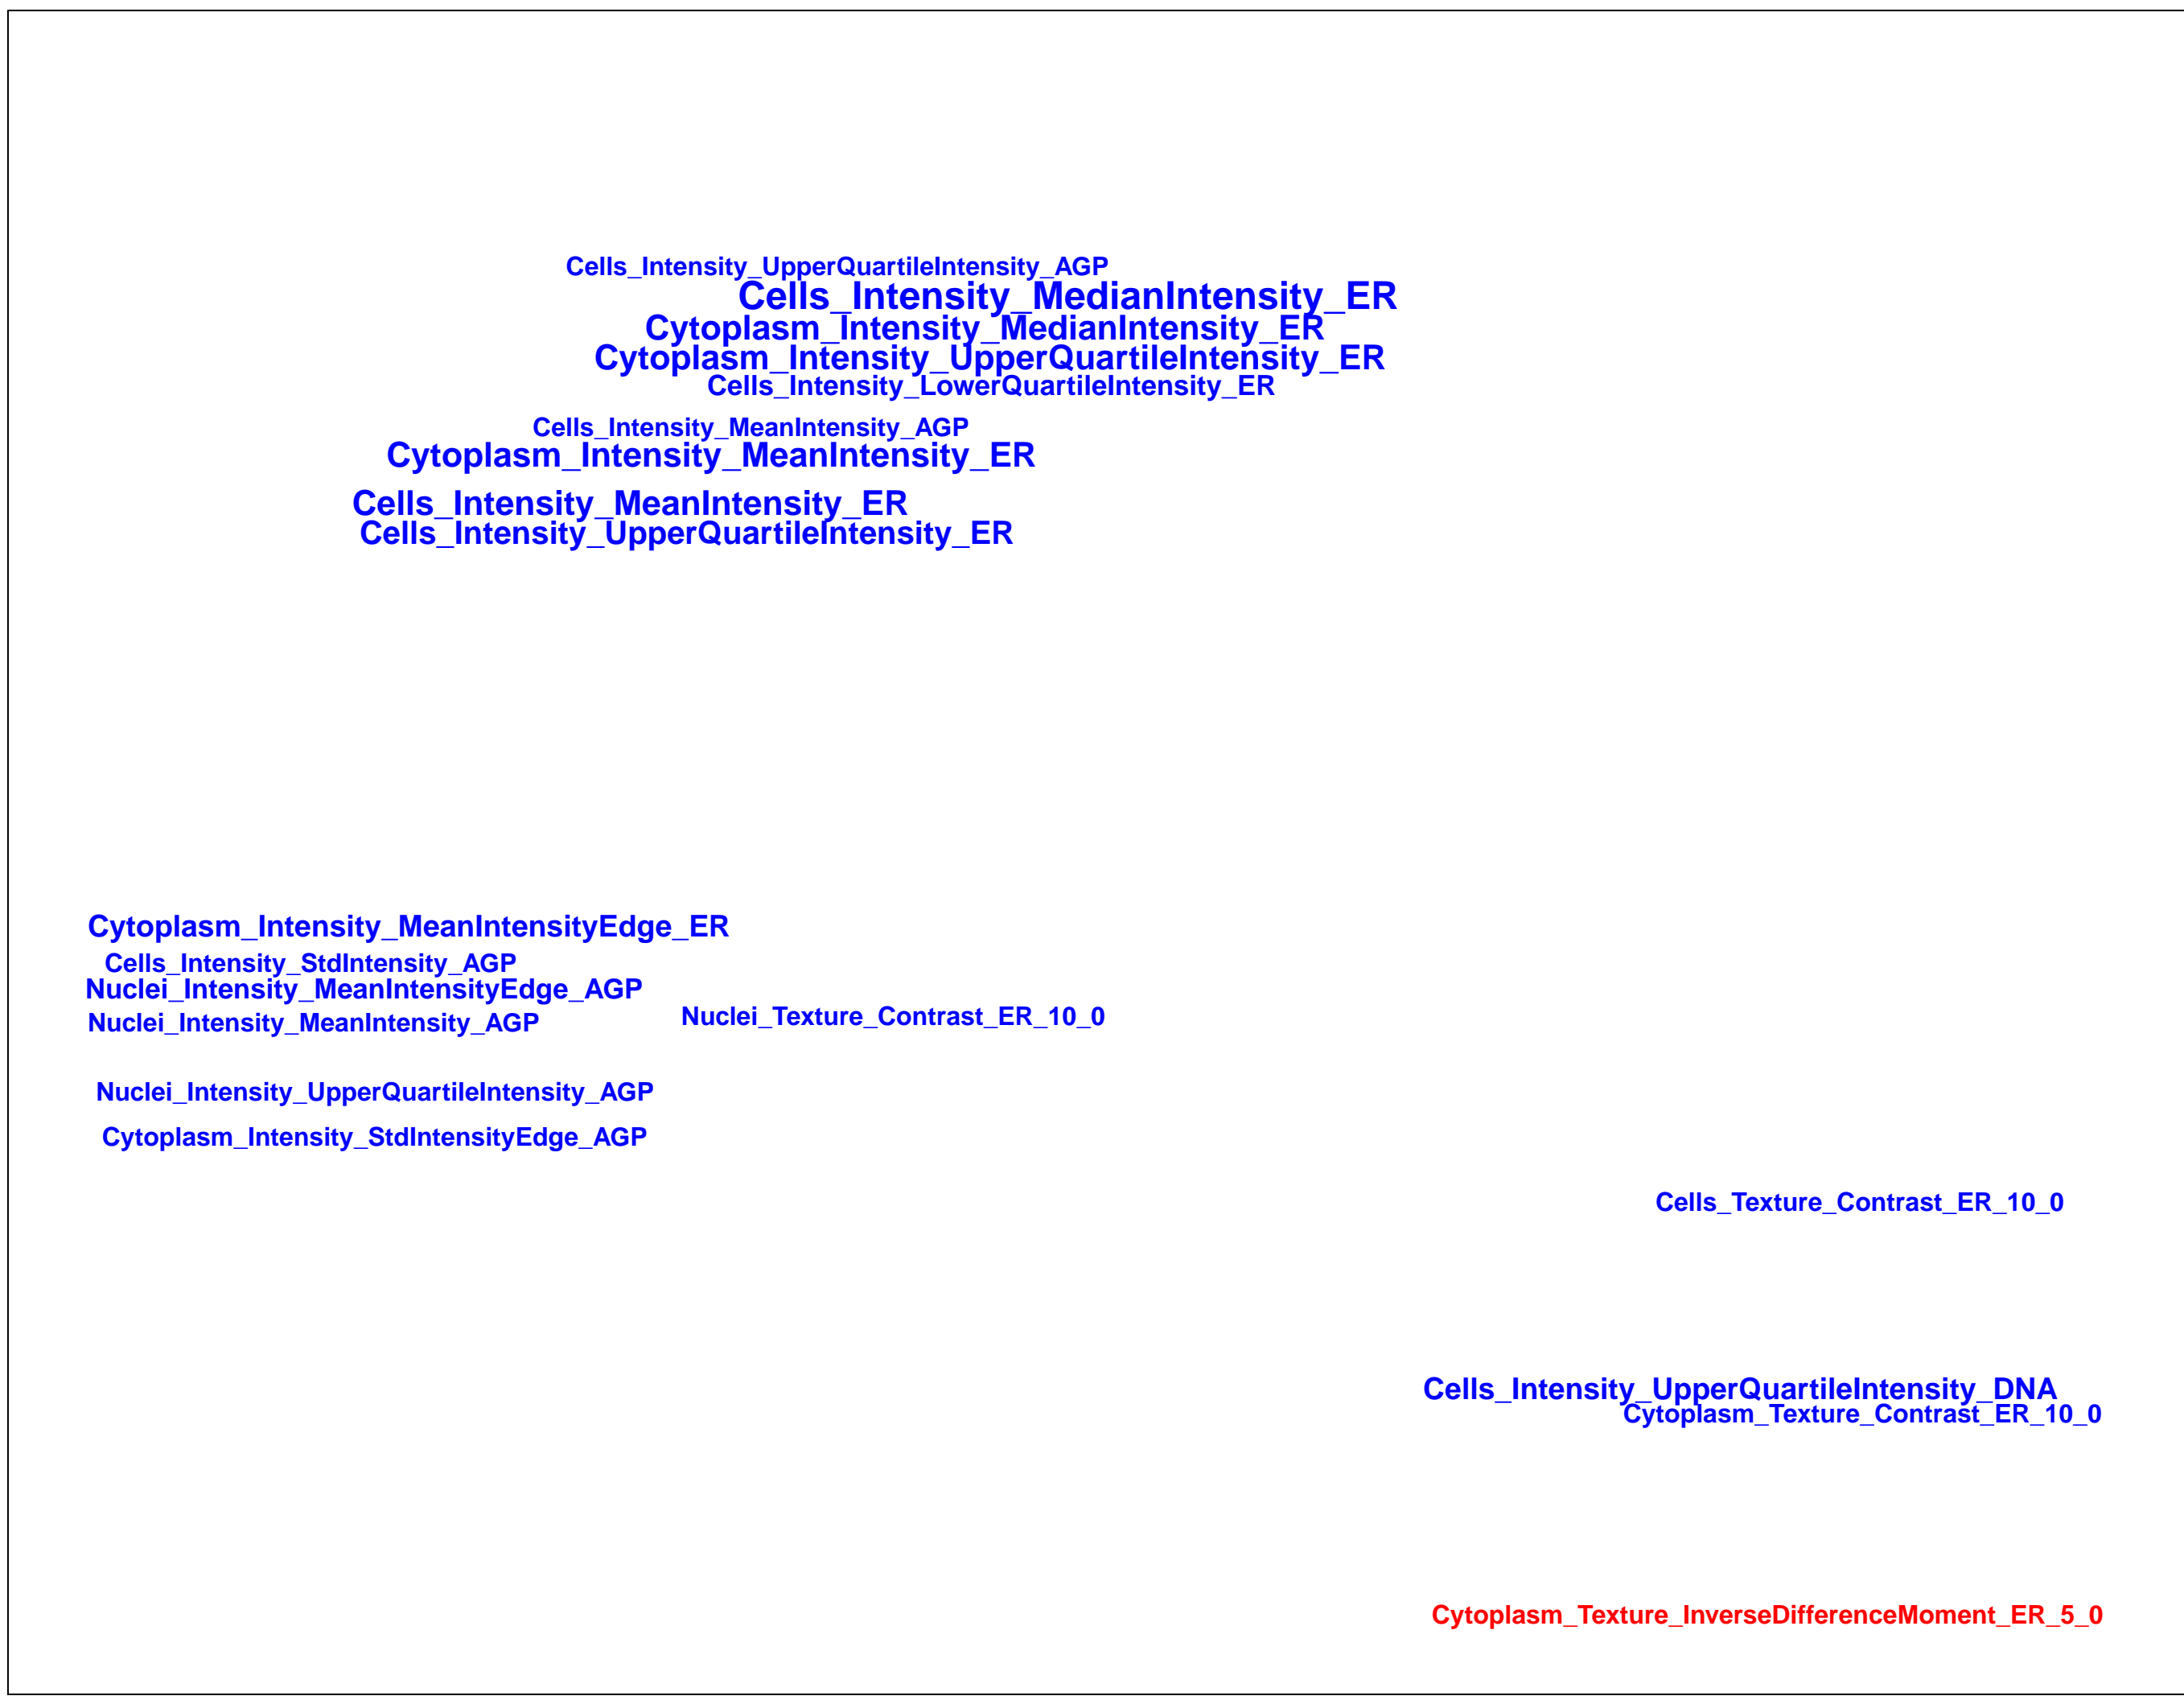 Cells_Intensity_UpperQuartileIntensity_AGP
Cells_Intensity_MedianIntensity_ER
Cytoplasm_Intensity_MedianIntensity_ER
Cytoplasm_Intensity_UpperQuartileIntensity_ER
Cells_Intensity_LowerQuartileIntensity_ER
Cells_Intensity_MeanIntensity_AGP
Cytoplasm_Intensity_MeanIntensity_ER
Cells_Intensity_MeanIntensity_ER
Cells_Intensity_UpperQuartileIntensity_ER
Cytoplasm_Intensity_MeanIntensityEdge_ER
Cells_Intensity_StdIntensity_AGP
Nuclei_Intensity_MeanIntensityEdge_AGP
Nuclei_Intensity_MeanIntensity_AGP
Nuclei_Texture_Contrast_ER_10_0
Nuclei_Intensity_UpperQuartileIntensity_AGP
Cytoplasm_Intensity_StdIntensityEdge_AGP
Cells_Texture_Contrast_ER_10_0
Cells_Intensity_UpperQuartileIntensity_DNA
Cytoplasm_Texture_Contrast_ER_10_0
Cytoplasm_Texture_InverseDifferenceMoment_ER_5_0